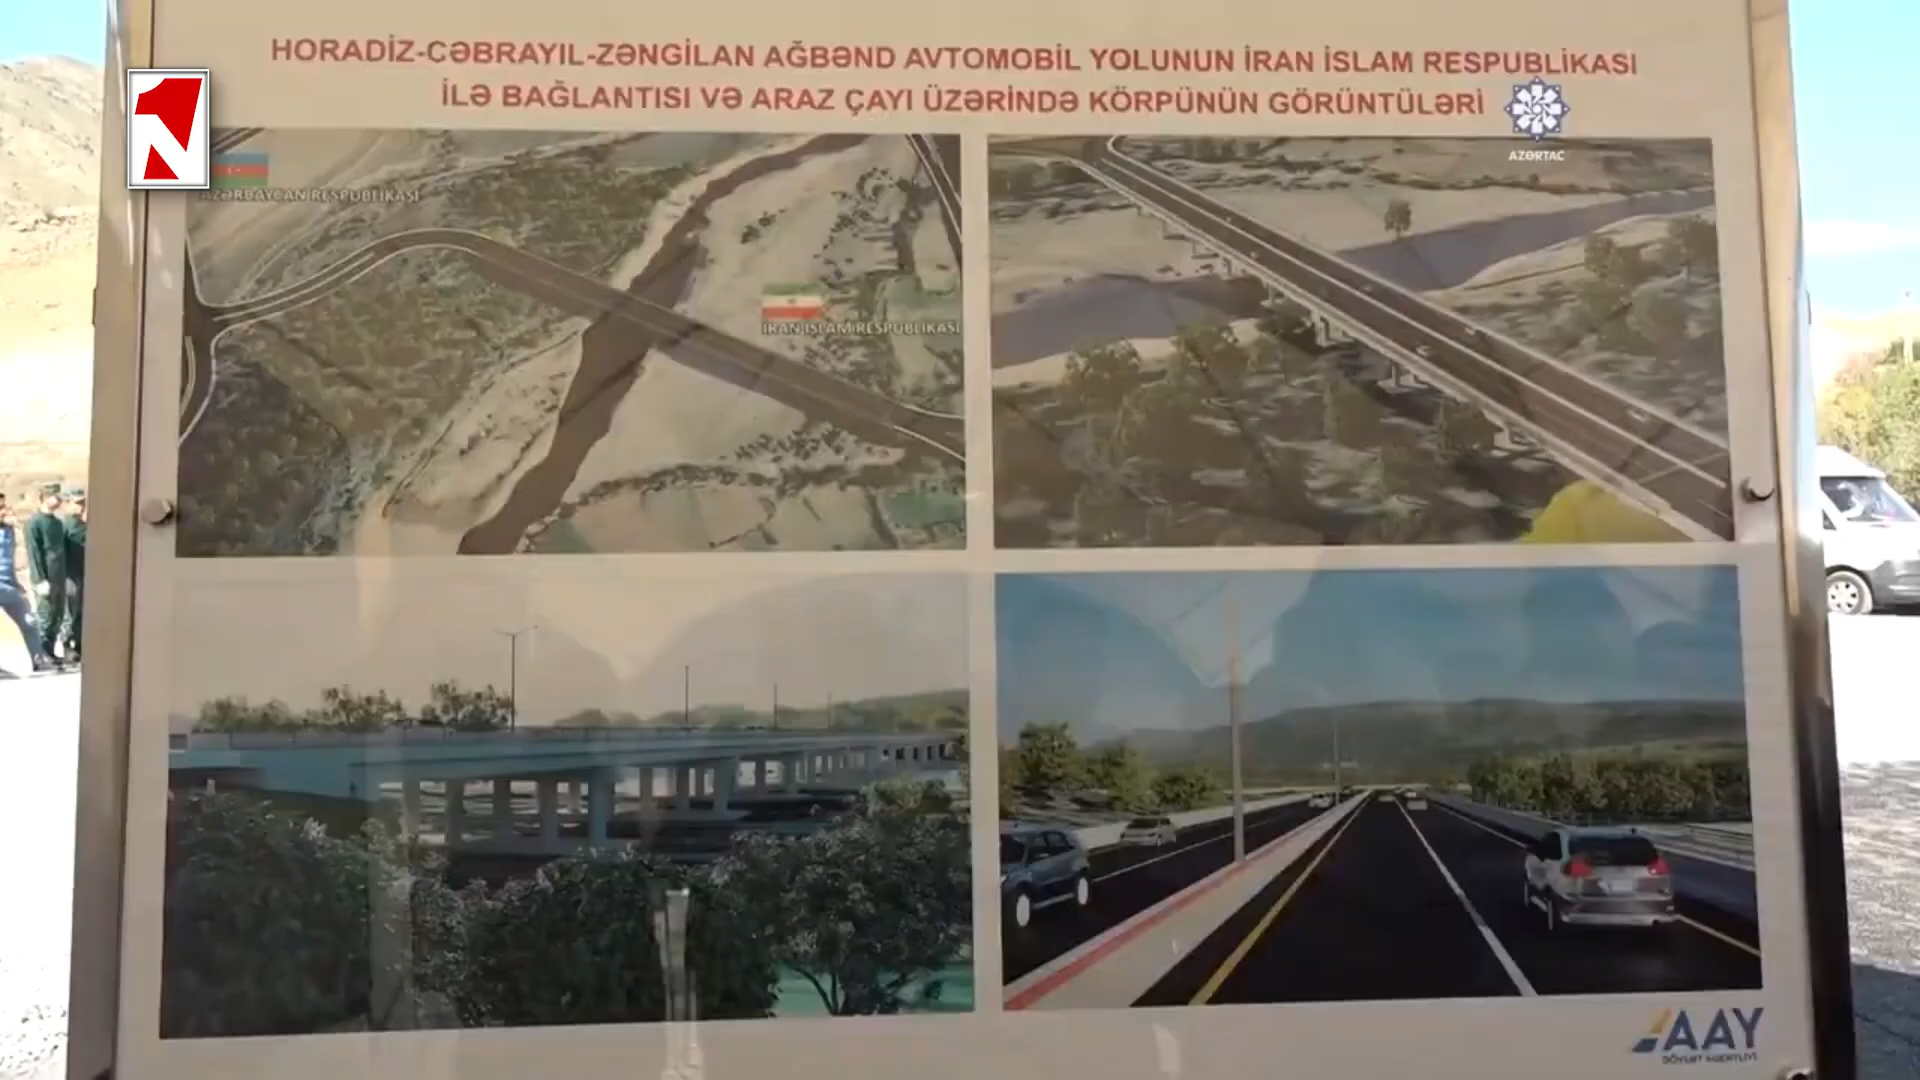 HORADİZ-CƏBRAYIL-ZƏNGİLAN AĞBƏND AVTOMOBİL YOLUNUN İRAN İSLAM RESPUBLİKASI
İLƏ BAĞLANTISI VƏ ARAZ ÇAYI ÜZƏRİNDƏ KÖRPÜNÜN GÖRÜNTÜLƏRİ
1N
AZƏRTAC
AZƏRBAYCAN RESPUBLİKASI
İRAN İSLAM RESPUBLİKASI
AAY
DÖVLƏT AGENTLİYİ